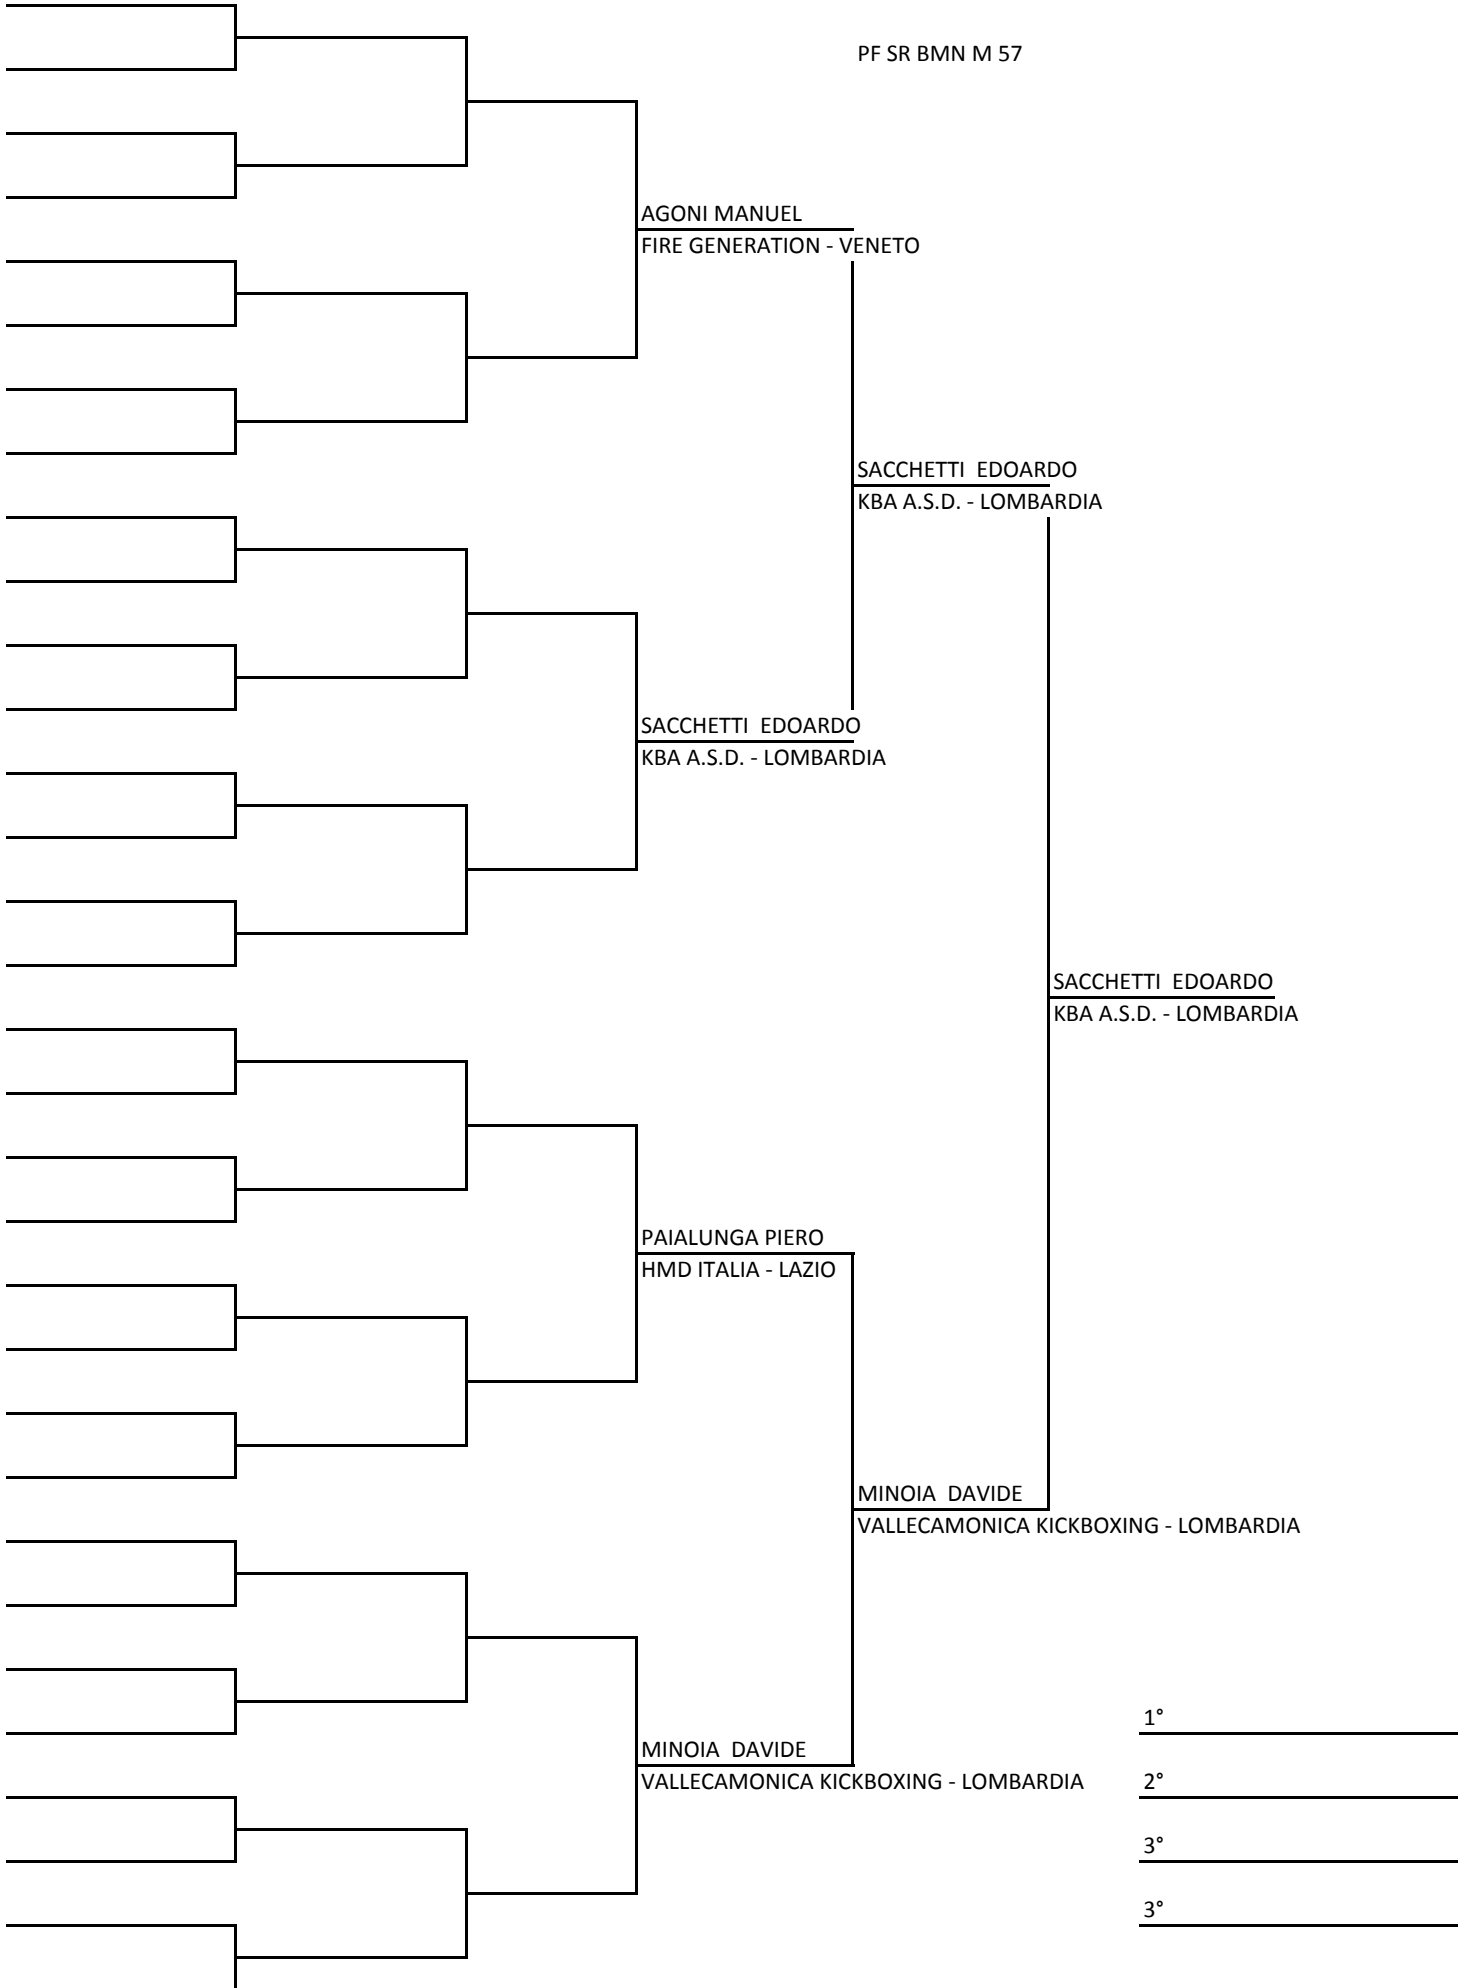 PF SR BMN M 57
AGONI MANUEL
FIRE GENERATION - VENETO
SACCHETTI  EDOARDO
KBA A.S.D. - LOMBARDIA
SACCHETTI  EDOARDO
KBA A.S.D. - LOMBARDIA
SACCHETTI  EDOARDO
KBA A.S.D. - LOMBARDIA
PAIALUNGA PIERO
HMD ITALIA - LAZIO
MINOIA  DAVIDE
VALLECAMONICA KICKBOXING - LOMBARDIA
1°
MINOIA  DAVIDE
VALLECAMONICA KICKBOXING - LOMBARDIA
2°
3°
3°